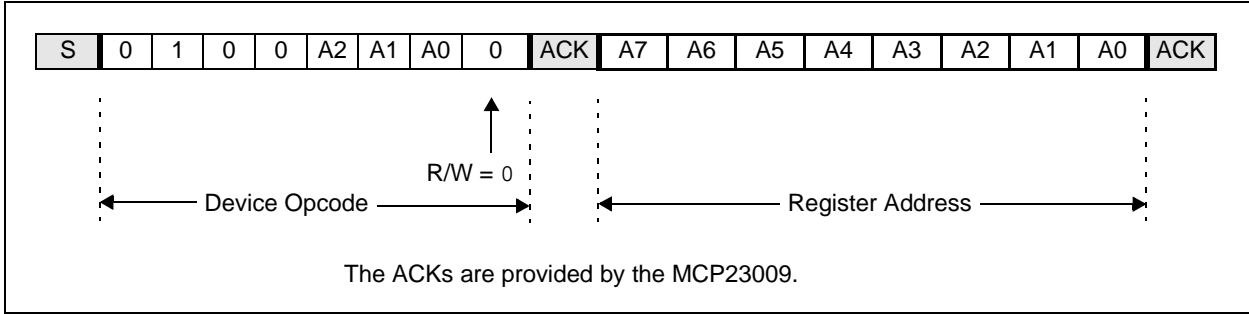 S 0 1 0 0 A2 A1 A0 0 ACK A7 A6 A5 A4 A3 A2 A1 A0 ACK
R/W = 0
Device Opcode
Register Address
The ACKs are provided by the MCP23009.